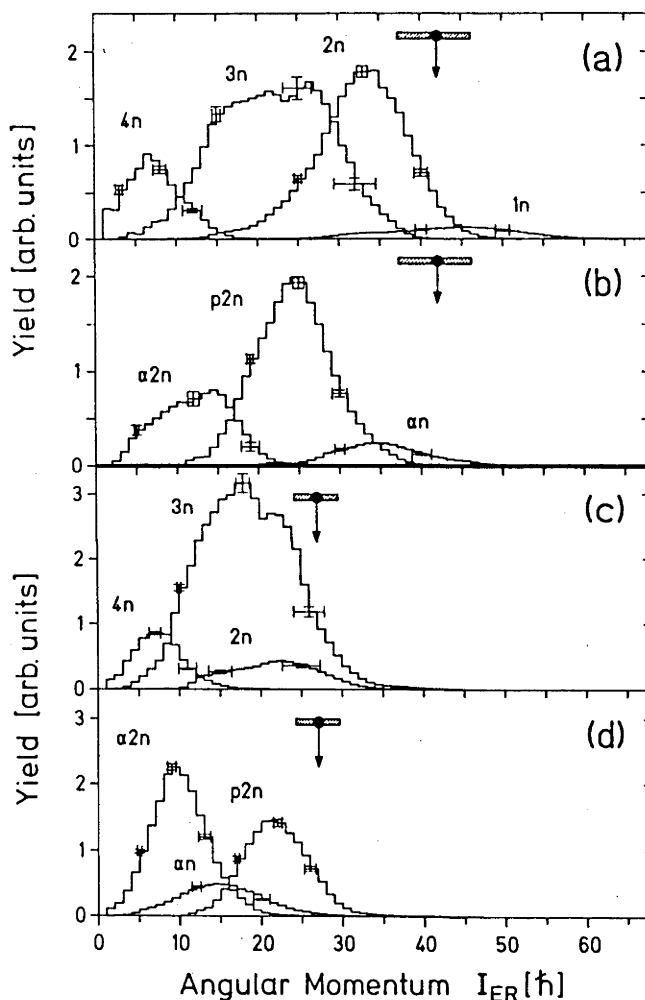 2
1
0
Yield [arb. units]
4n
3n
2n
1n
(a)
2
1
0
α2n
p2n
αn
(b)
3
2
1
0
Yield [arb. units]
4n
3n
2n
(c)
3
2
1
0
α2n
αn
p2n
(d)
0 10 20 30 40 50 60
Angular Momentum I_ER [ħ]